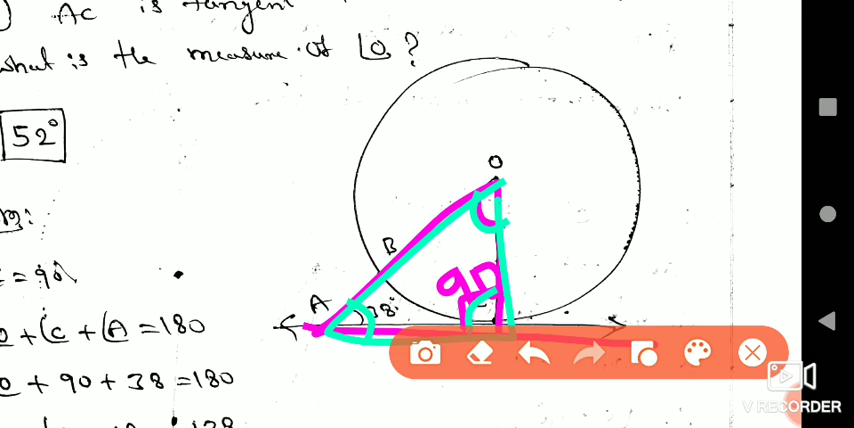 ) AC is tangent
what is the measure of ∠O?
52°
O
B
A
38°
90
C = 90
O + C + A = 180
O + 90 + 38 = 180
V RECORDER